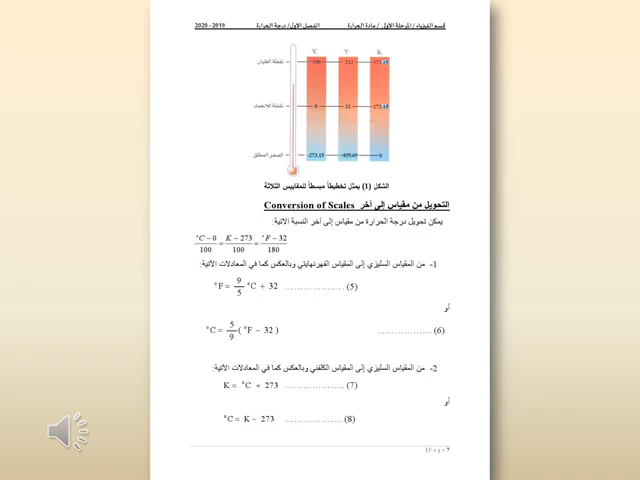 قسم الفيزياء / المرحلة الاولى / مادة الحرارة الفصل الاول/ درجة الحرارة 2019 - 2020
°C °F K
نقطة الغليان 100 212 373.15
نقطة الانجماد 0 32 273.15
الصفر المطلق -273.15 -459.69 0
الشكل (1) يمثل تخطيطاً مبسطاً للمقاييس الثلاثة
التحويل من مقياس إلى آخر Conversion of Scales
يمكن تحويل درجة الحرارة من مقياس إلى آخر النسبة الاتية:
°C − 0 / 100 = K − 273 / 100 = °F − 32 / 180
1- من المقياس السليزي إلى المقياس الفهرنهايتي وبالعكس كما في المعادلات الآتية:
°F = 9/5 °C + 32 ……………….. (5)
أو
°C = 5/9 ( °F − 32 ) ……………... (6)
2- من المقياس السليزي إلى المقياس الكلفني وبالعكس كما في المعادلات الآتية:
K = °C + 273 ……………….. (7)
أو
°C = K − 273 ……………….. (8)